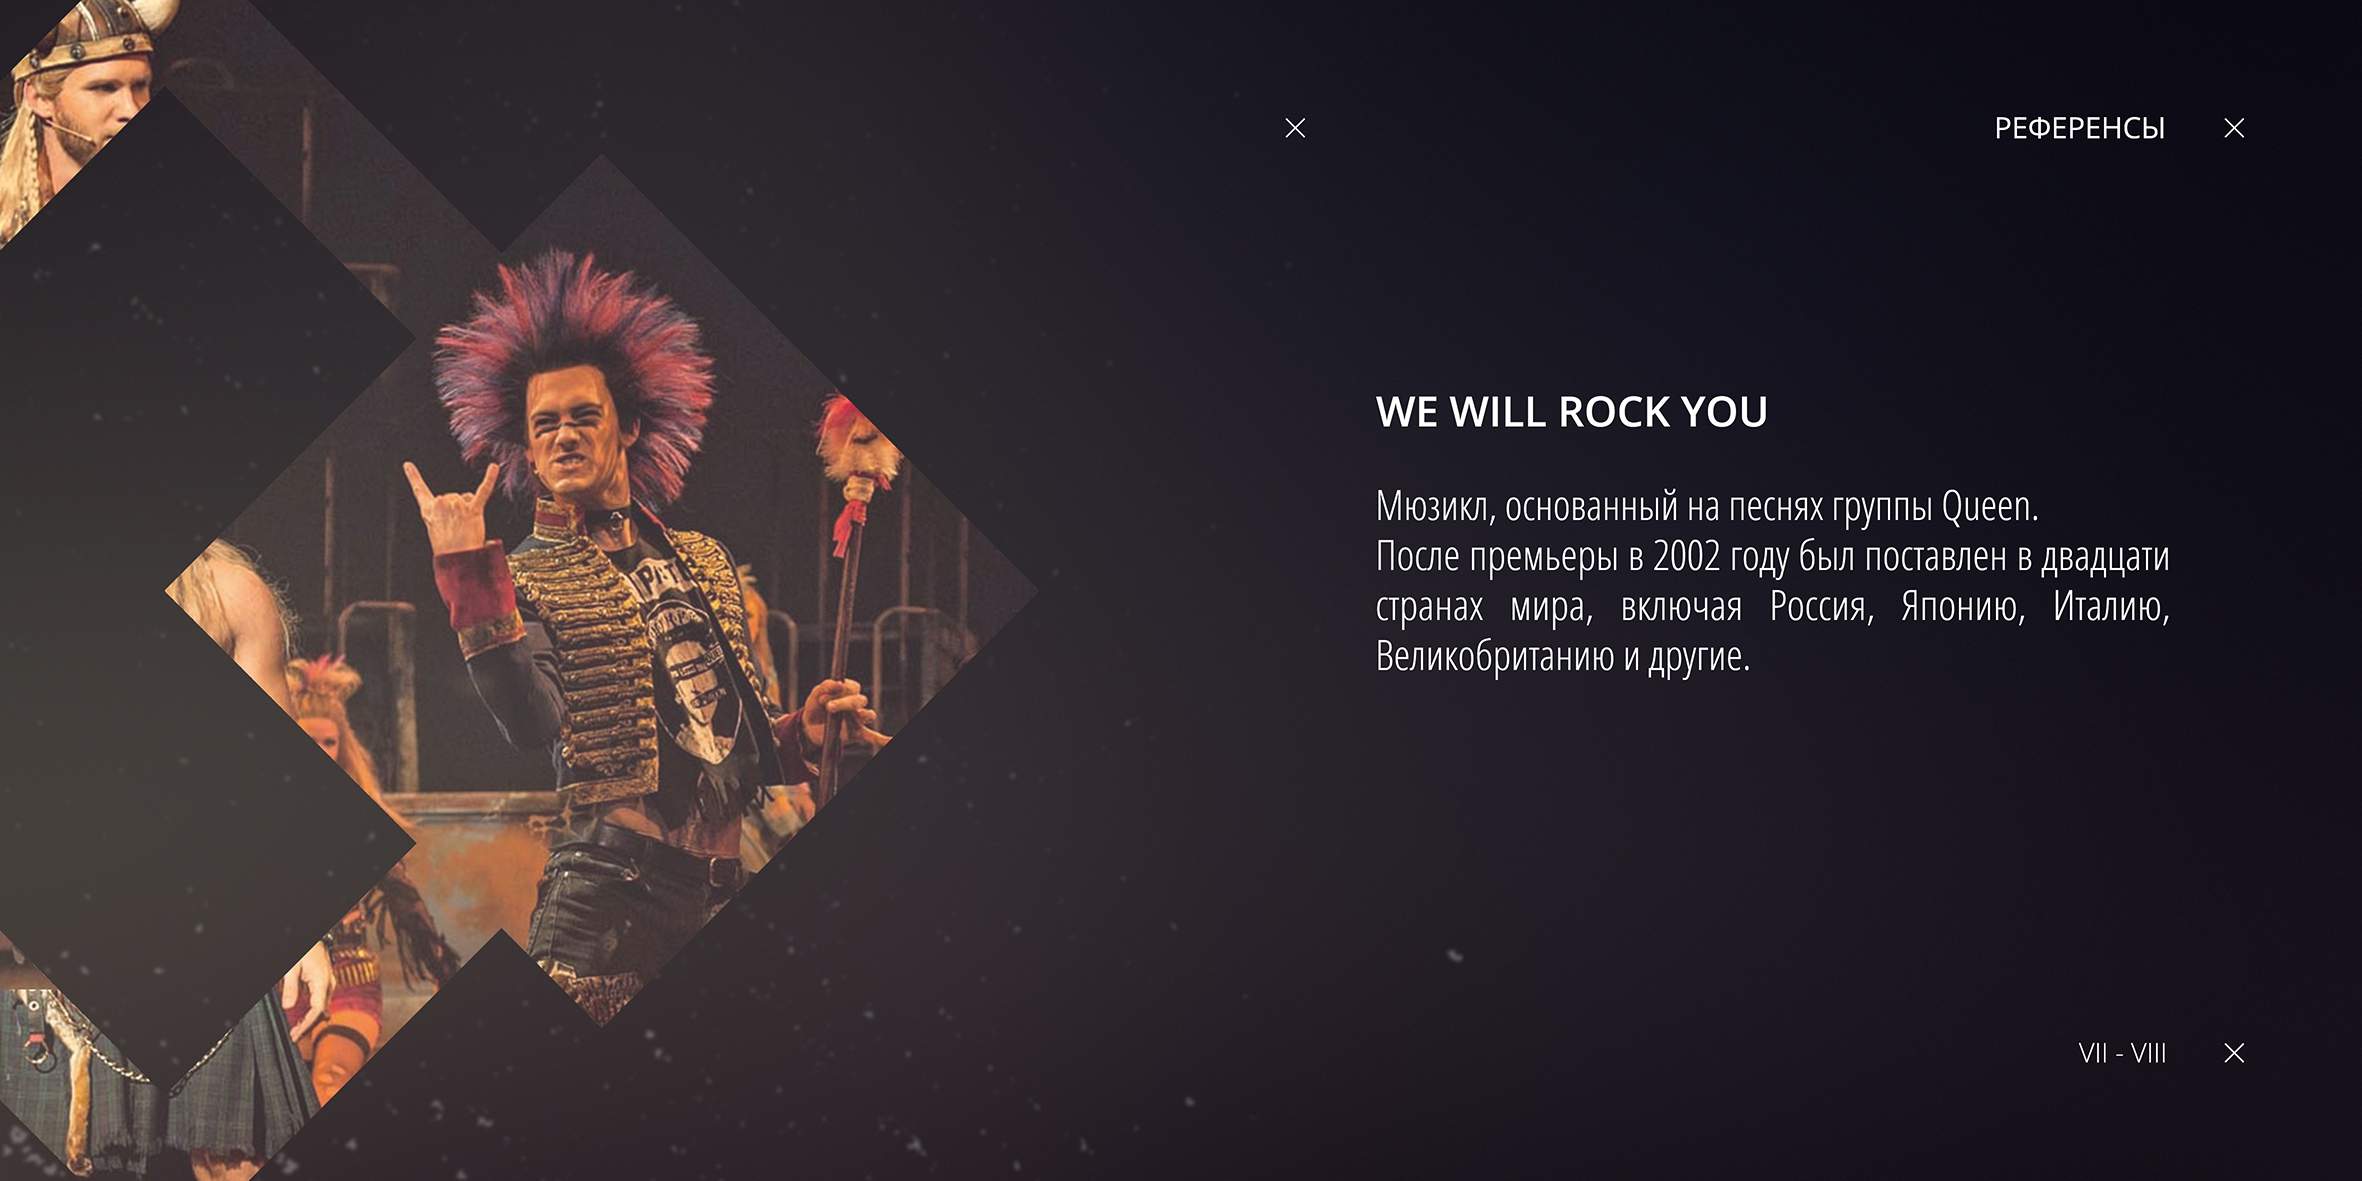 РЕФЕРЕНСЫ
WE WILL ROCK YOU
Мюзикл, основанный на песнях группы Queen.
После премьеры в 2002 году был поставлен в двадцати
странах мира, включая Россия, Японию, Италию,
Великобританию и другие.
VII - VIII